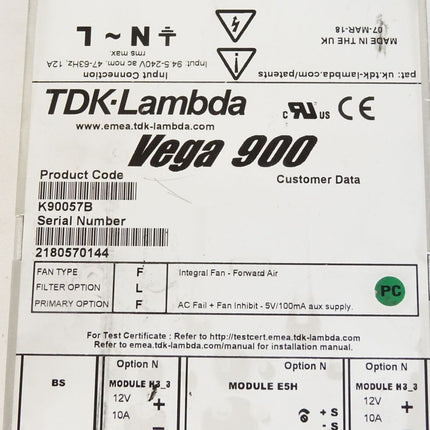 ⏚ N ~ L
Input: 94.5-240V ac nom. 47-63Hz, 12A
rms max.
Input Connection
MADE IN THE UK
07-MAR-18
pat: uk.tdk-lambda.com/patents
TDK·Lambda
www.emea.tdk-lambda.com
c RU US CE
Vega 900
Product Code
Customer Data
K90057B
Serial Number
2180570144
FAN TYPE F Integral Fan - Forward Air
FILTER OPTION L
PRIMARY OPTION F AC Fail + Fan Inhibit - 5V/100mA aux supply.
PC
For Test Certificate : Refer to http://testcert.emea.tdk-lambda.com
Refer to emea.tdk-lambda.com/manual for installation manual.
Option N Option N
BS MODULE H3_3 MODULE E5H MODULE H3_3
12V + + S 12V +
10A - S 10A